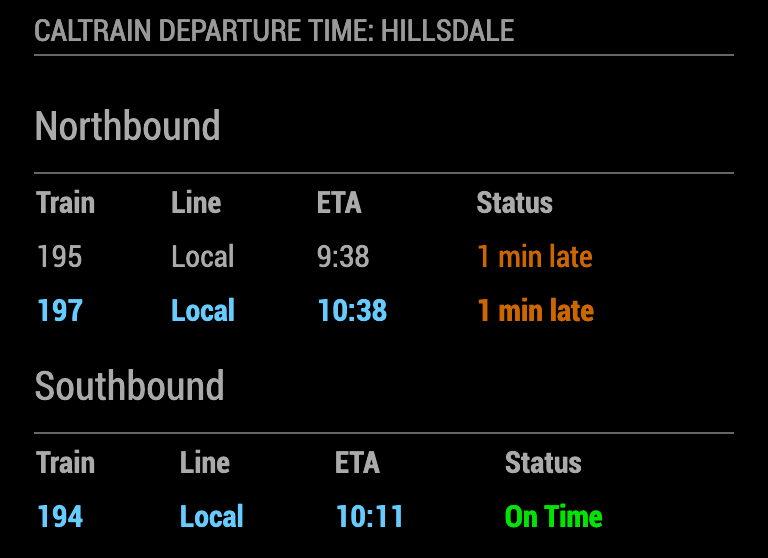 CALTRAIN DEPARTURE TIME: HILLSDALE
Northbound
Train Line ETA Status
195 Local 9:38 1 min late
197 Local 10:38 1 min late
Southbound
Train Line ETA Status
194 Local 10:11 On Time